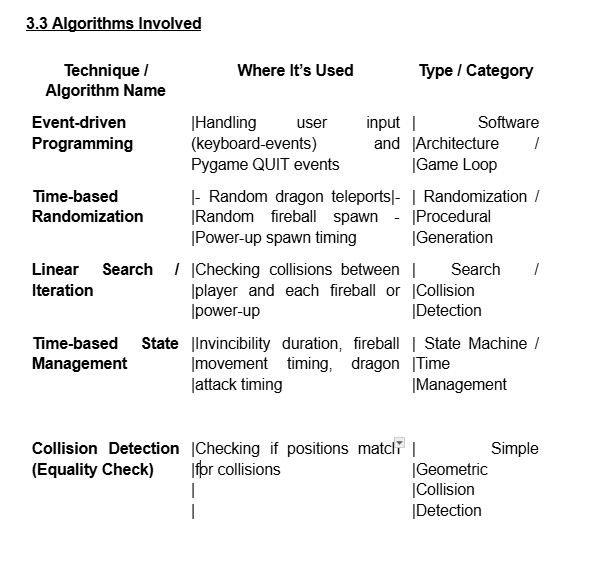 3.3 Algorithms Involved
Technique / Where It's Used Type / Category
Algorithm Name
Event-driven |Handling user input | Software
Programming (keyboard-events) and |Architecture /
Pygame QUIT events |Game Loop
Time-based |- Random dragon teleports|- | Randomization /
Randomization |Random fireball spawn - |Procedural
|Power-up spawn timing |Generation
Linear Search / |Checking collisions between | Search /
Iteration |player and each fireball or |Collision
|power-up |Detection
Time-based State |Invincibility duration, fireball | State Machine /
Management |movement timing, dragon |Time
|attack timing |Management
Collision Detection |Checking if positions match | Simple
(Equality Check) |for collisions |Geometric
| |Collision
| |Detection